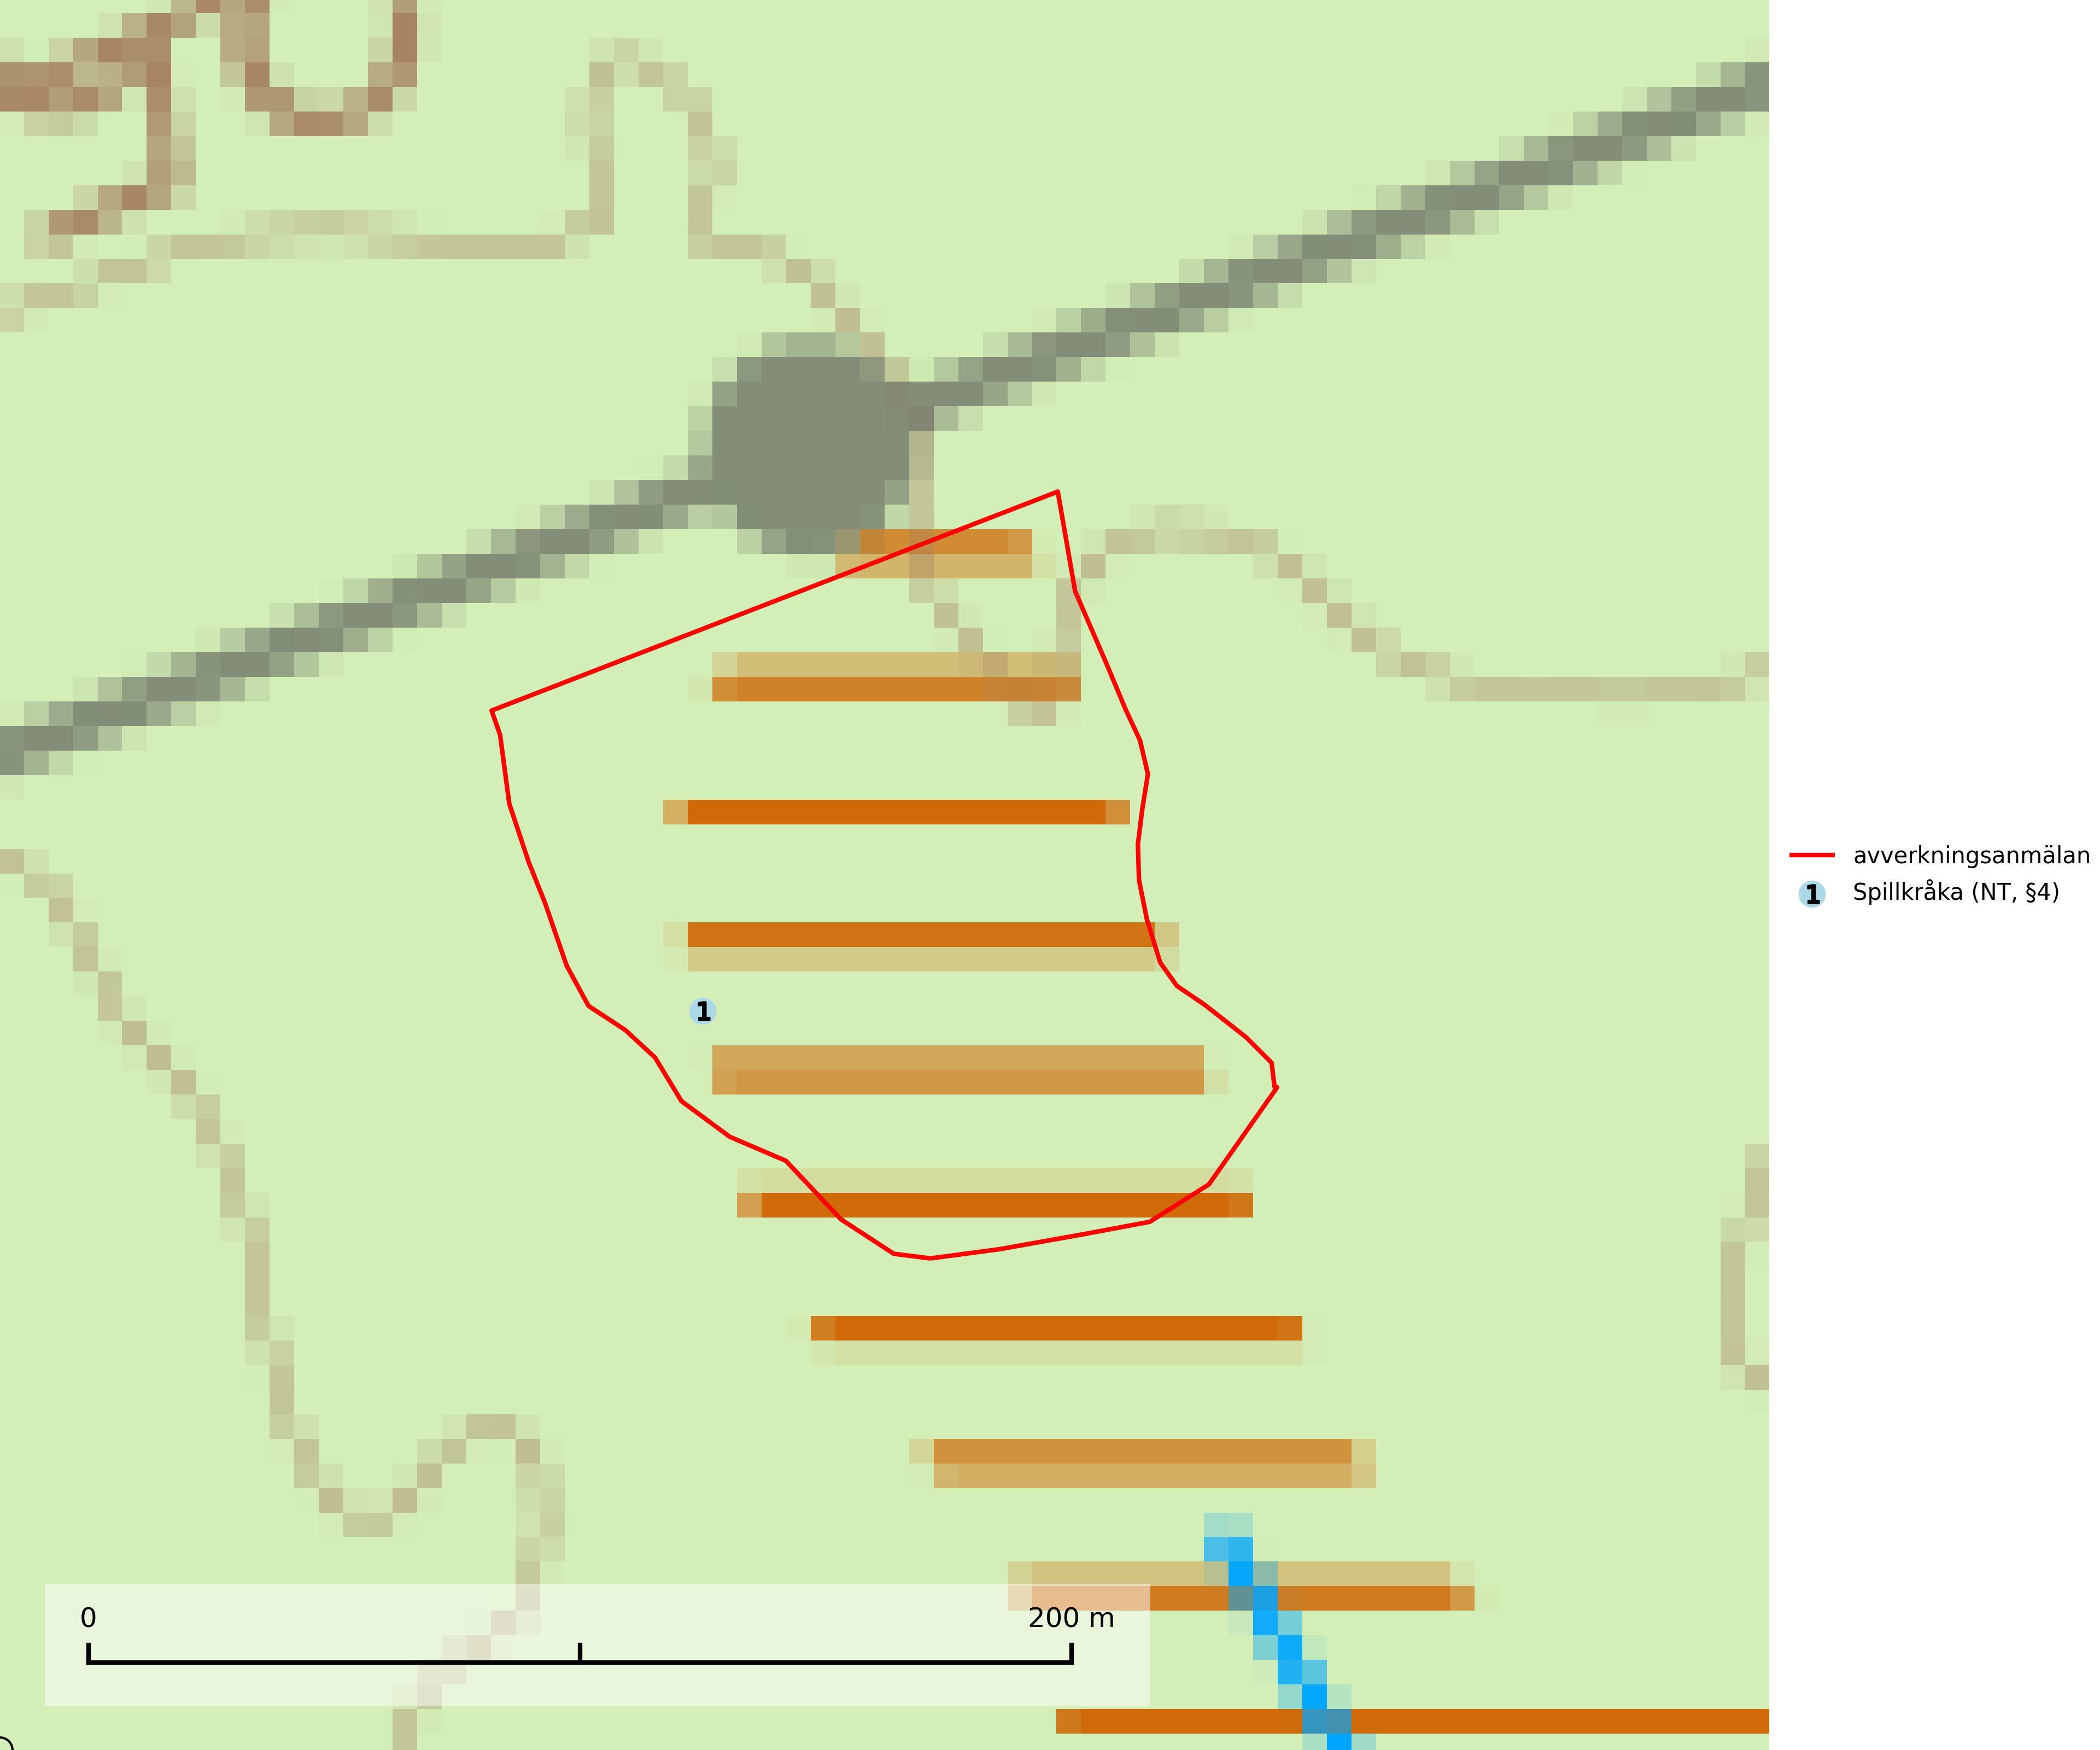 avverkningsanmälan
1 Spillkråka (NT, §4)
1
0 200 m